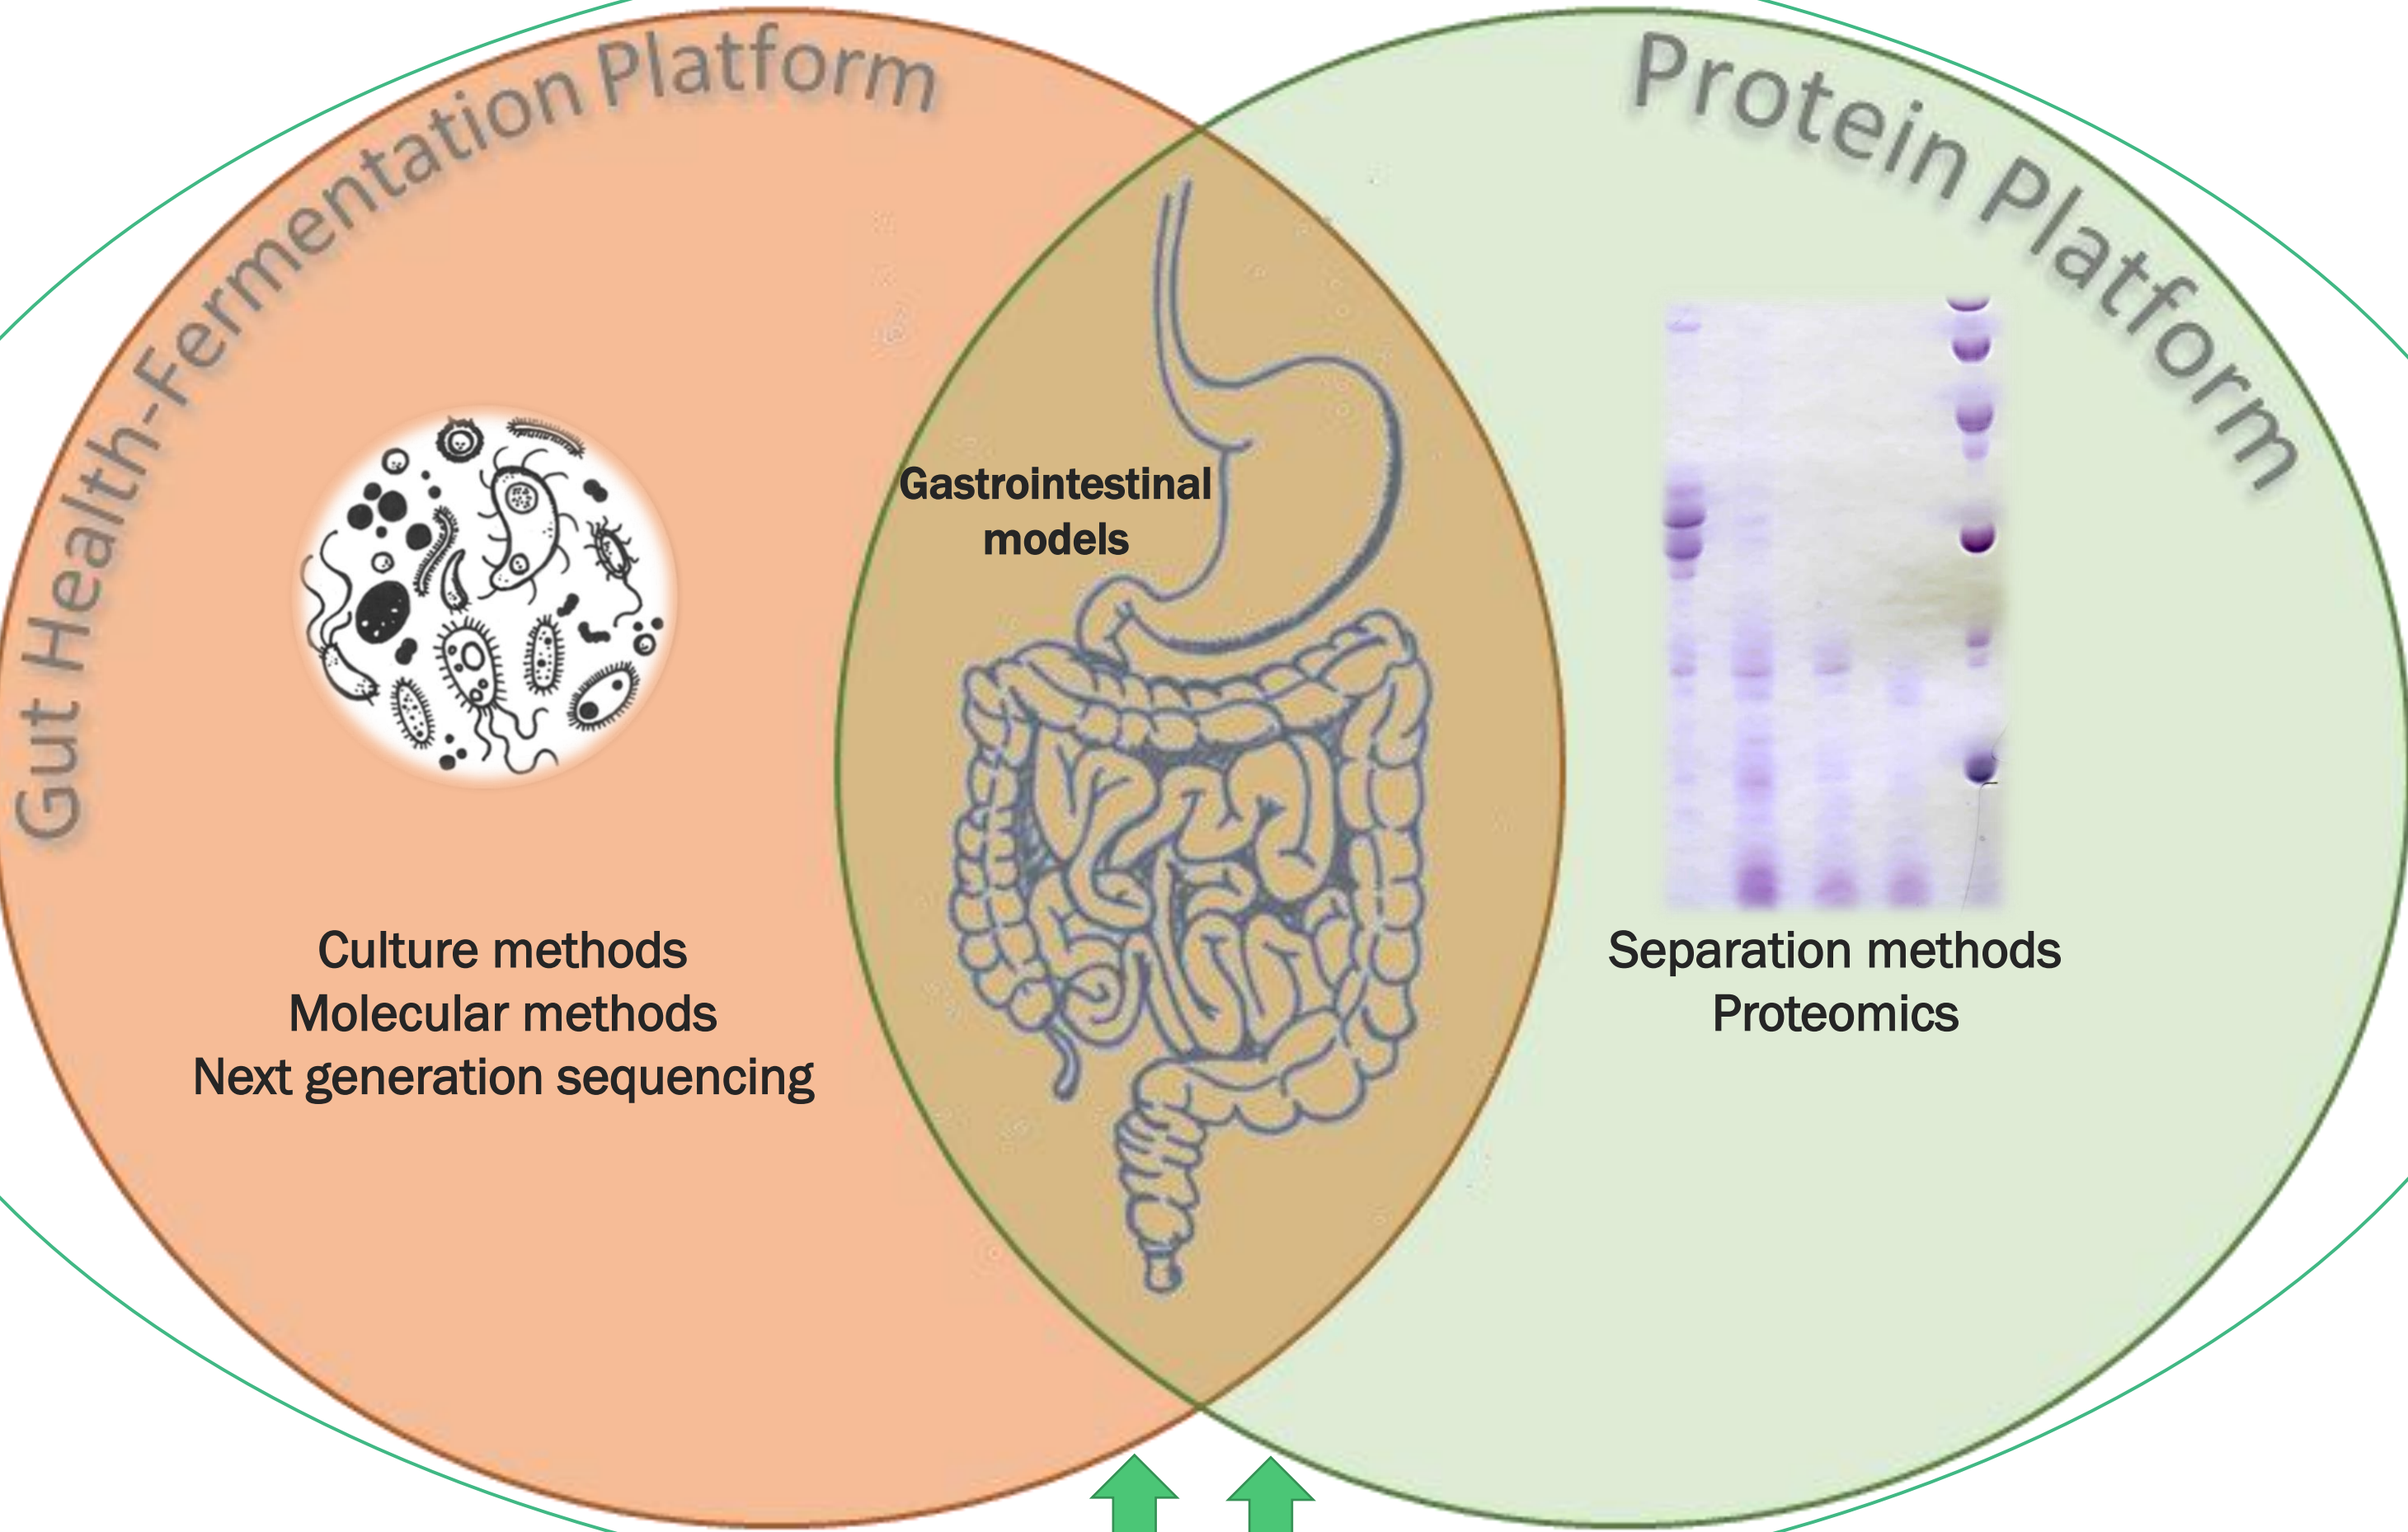 Gut Health-Fermentation Platform
Protein Platform
Gastrointestinal
models
Culture methods
Molecular methods
Next generation sequencing
Separation methods
Proteomics